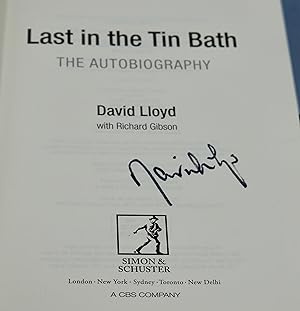 Last in the Tin Bath
THE AUTOBIOGRAPHY
David Lloyd
with Richard Gibson
SIMON &
SCHUSTER
London · New York · Sydney · Toronto · New Delhi
A CBS COMPANY